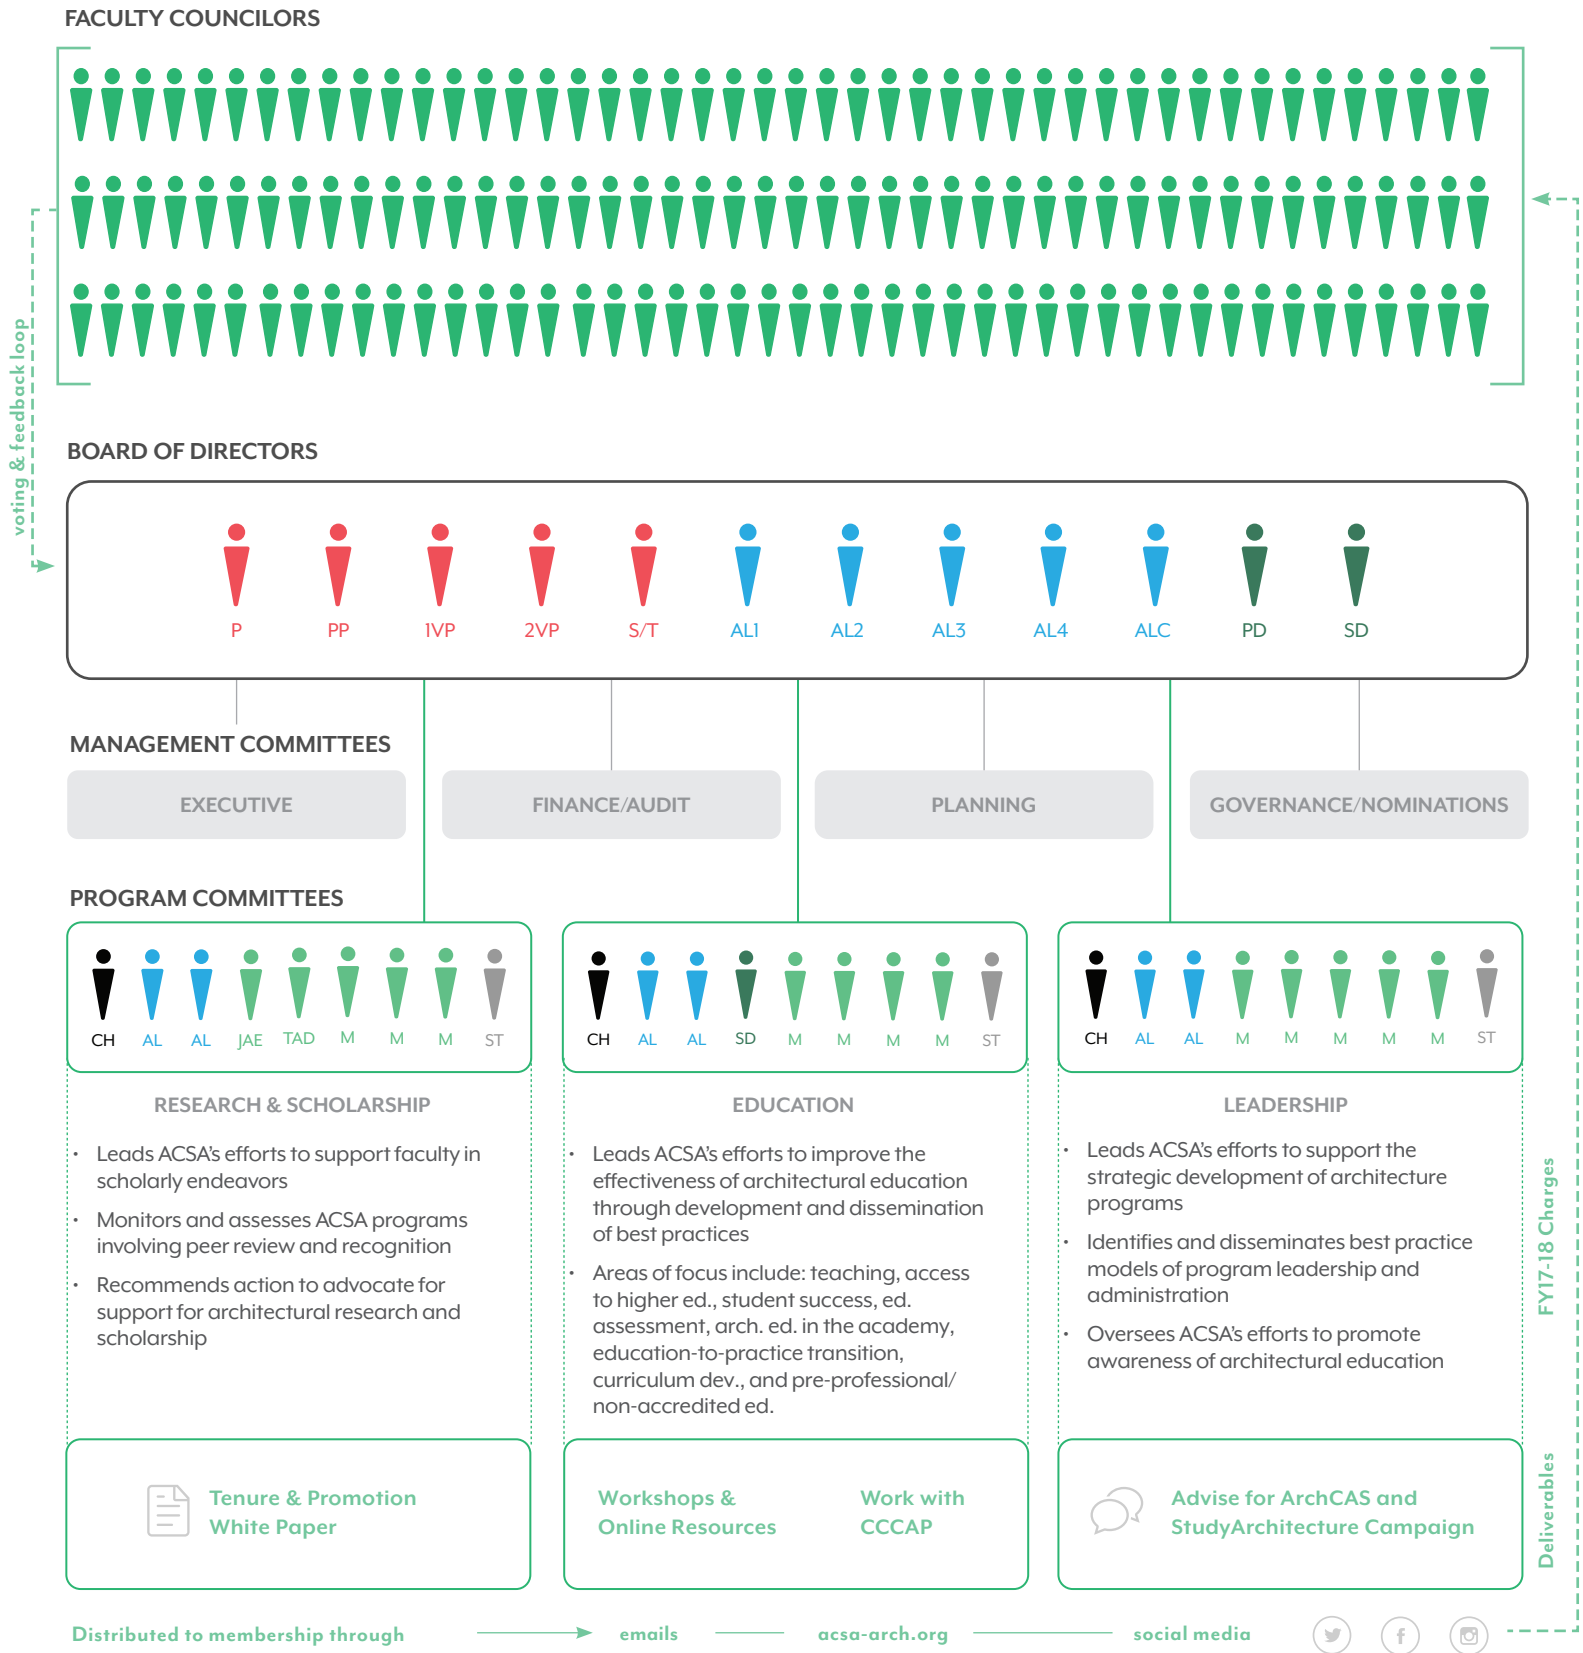 FACULTY COUNCILORS
voting & feedback loop
BOARD OF DIRECTORS
P PP 1VP 2VP S/T AL1 AL2 AL3 AL4 ALC PD SD
MANAGEMENT COMMITTEES
EXECUTIVE
FINANCE/AUDIT
PLANNING
GOVERNANCE/NOMINATIONS
PROGRAM COMMITTEES
CH AL AL JAE TAD M M M ST
RESEARCH & SCHOLARSHIP
· Leads ACSA's efforts to support faculty in
scholarly endeavors
· Monitors and assesses ACSA programs
involving peer review and recognition
· Recommends action to advocate for
support for architectural research and
scholarship
Tenure & Promotion
White Paper
CH AL AL SD M M M M ST
EDUCATION
· Leads ACSA's efforts to improve the
effectiveness of architectural education
through development and dissemination
of best practices
· Areas of focus include: teaching, access
to higher ed., student success, ed.
assessment, arch. ed. in the academy,
education-to-practice transition,
curriculum dev., and pre-professional/
non-accredited ed.
Workshops &
Online Resources
Work with
CCCAP
CH AL AL M M M M M ST
LEADERSHIP
· Leads ACSA's efforts to support the
strategic development of architecture
programs
· Identifies and disseminates best practice
models of program leadership and
administration
· Oversees ACSA's efforts to promote
awareness of architectural education
Advise for ArchCAS and
StudyArchitecture Campaign
FY17-18 Charges
Deliverables
Distributed to membership through
emails
acsa-arch.org
social media